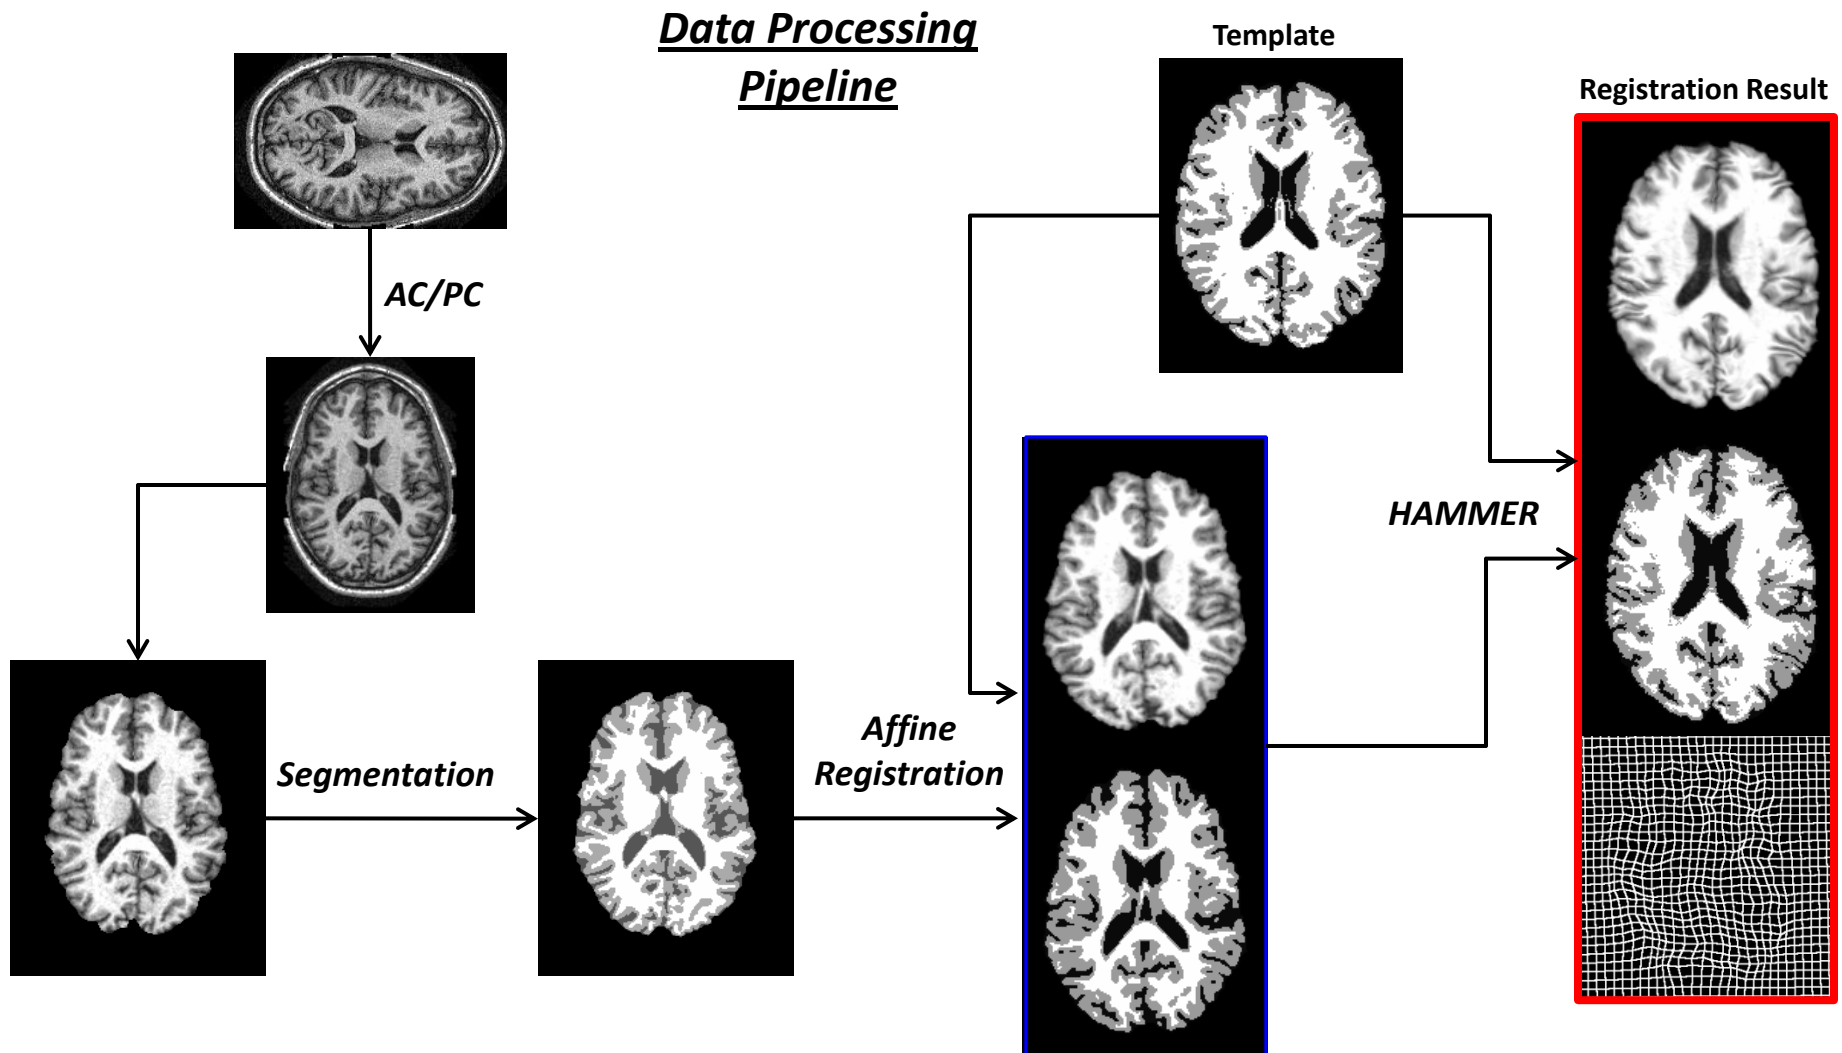 Data Processing
Pipeline
Template
Registration Result
AC/PC
HAMMER
Affine
Registration
Segmentation